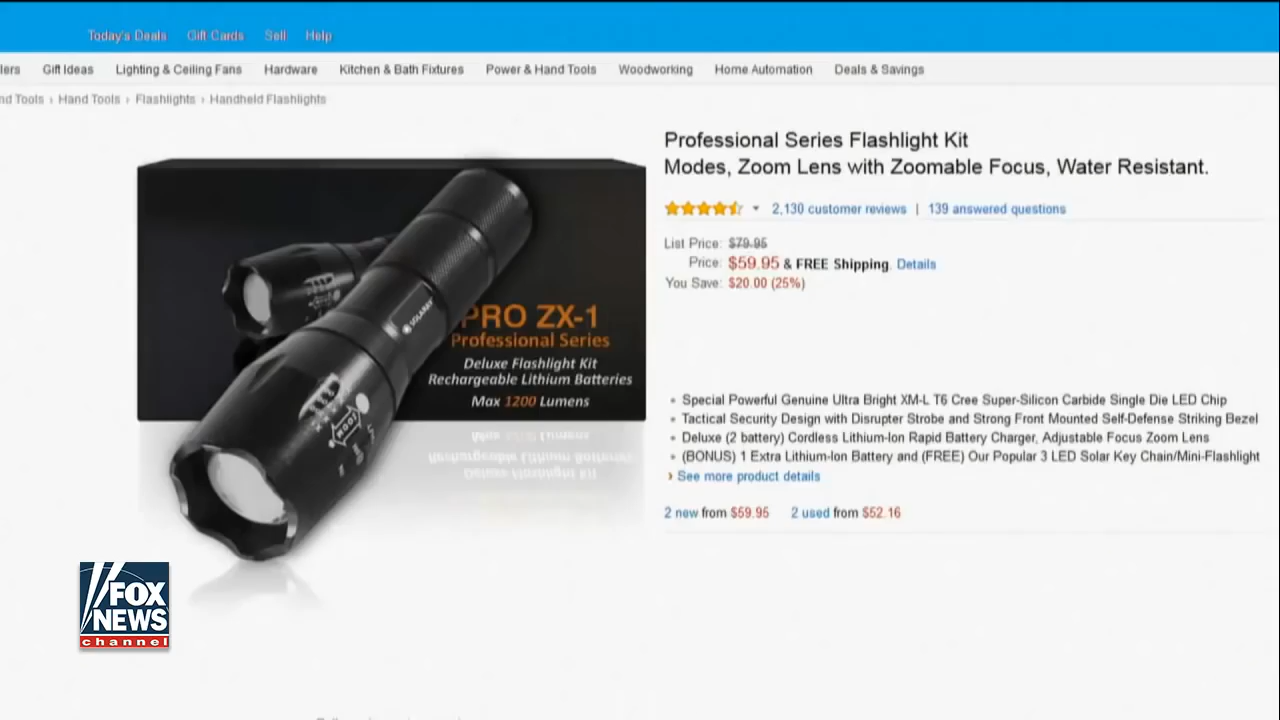 Today's Deals Gift Cards Sell Help
lers Gift Ideas Lighting & Ceiling Fans Hardware Kitchen & Bath Fixtures Power & Hand Tools Woodworking Home Automation Deals & Savings
nd Tools › Hand Tools › Flashlights › Handheld Flashlights
Professional Series Flashlight Kit
Modes, Zoom Lens with Zoomable Focus, Water Resistant.
2,130 customer reviews | 139 answered questions
List Price: $79.95
Price: $59.95 & FREE Shipping. Details
You Save: $20.00 (25%)
SOLARAY
PRO ZX-1
Professional Series
Deluxe Flashlight Kit
Rechargeable Lithium Batteries
Max 1200 Lumens
ZOOM
• Special Powerful Genuine Ultra Bright XM-L T6 Cree Super-Silicon Carbide Single Die LED Chip
• Tactical Security Design with Disrupter Strobe and Strong Front Mounted Self-Defense Striking Bezel
• Deluxe (2 battery) Cordless Lithium-Ion Rapid Battery Charger, Adjustable Focus Zoom Lens
• (BONUS) 1 Extra Lithium-Ion Battery and (FREE) Our Popular 3 LED Solar Key Chain/Mini-Flashlight
› See more product details
2 new from $59.95 2 used from $52.16
FOX
NEWS
channel